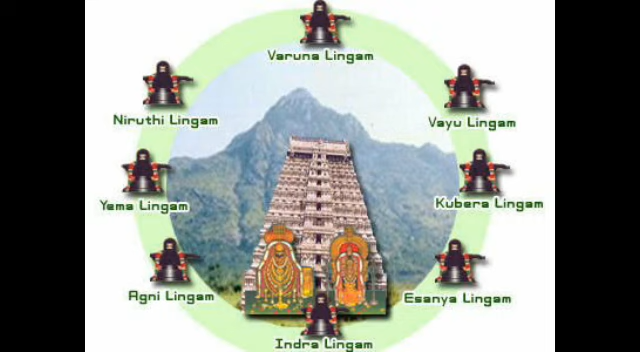 Varuna Lingam
Niruthi Lingam
Vayu Lingam
Yema Lingam
Kubera Lingam
Agni Lingam
Esanya Lingam
Indra Lingam